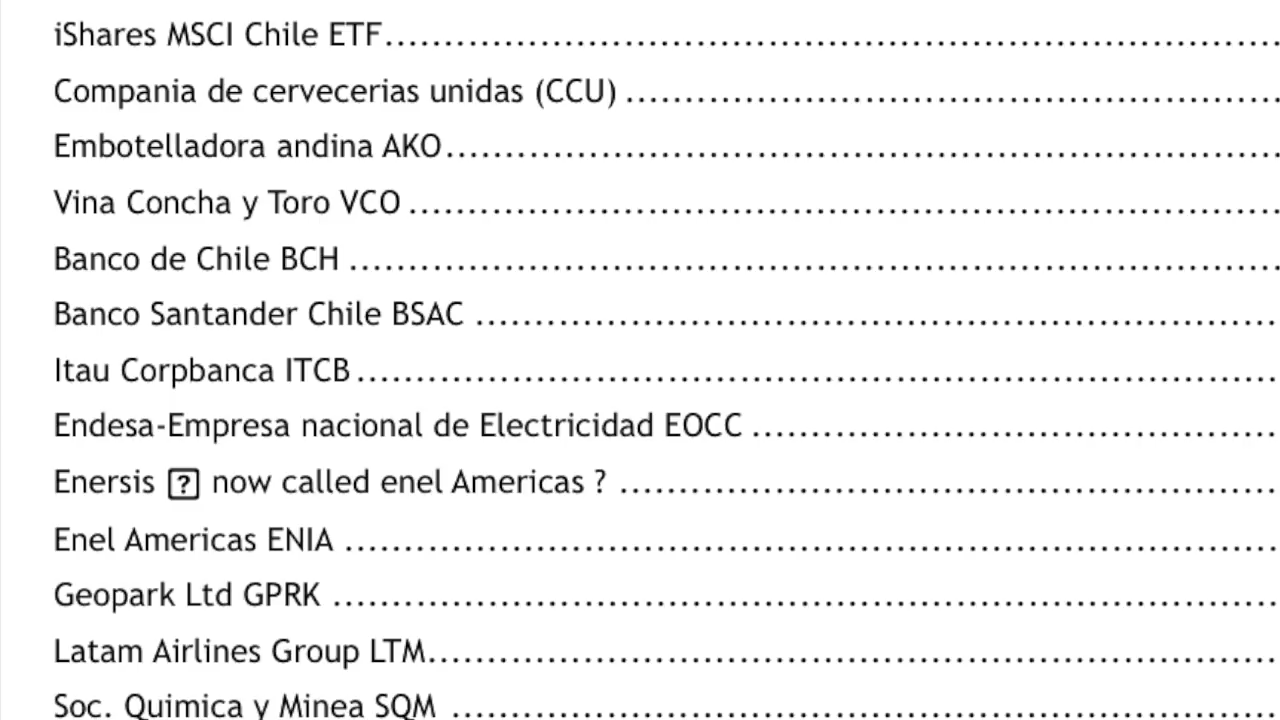 iShares MSCI Chile ETF........................................................
Compania de cervecerias unidas (CCU) ........................................................
Embotelladora andina AKO........................................................
Vina Concha y Toro VCO ........................................................
Banco de Chile BCH ........................................................
Banco Santander Chile BSAC ........................................................
Itau Corpbanca ITCB........................................................
Endesa-Empresa nacional de Electricidad EOCC ........................................................
Enersis ⍰ now called enel Americas ? ........................................................
Enel Americas ENIA ........................................................
Geopark Ltd GPRK ........................................................
Latam Airlines Group LTM........................................................
Soc. Quimica y Minea SQM ........................................................